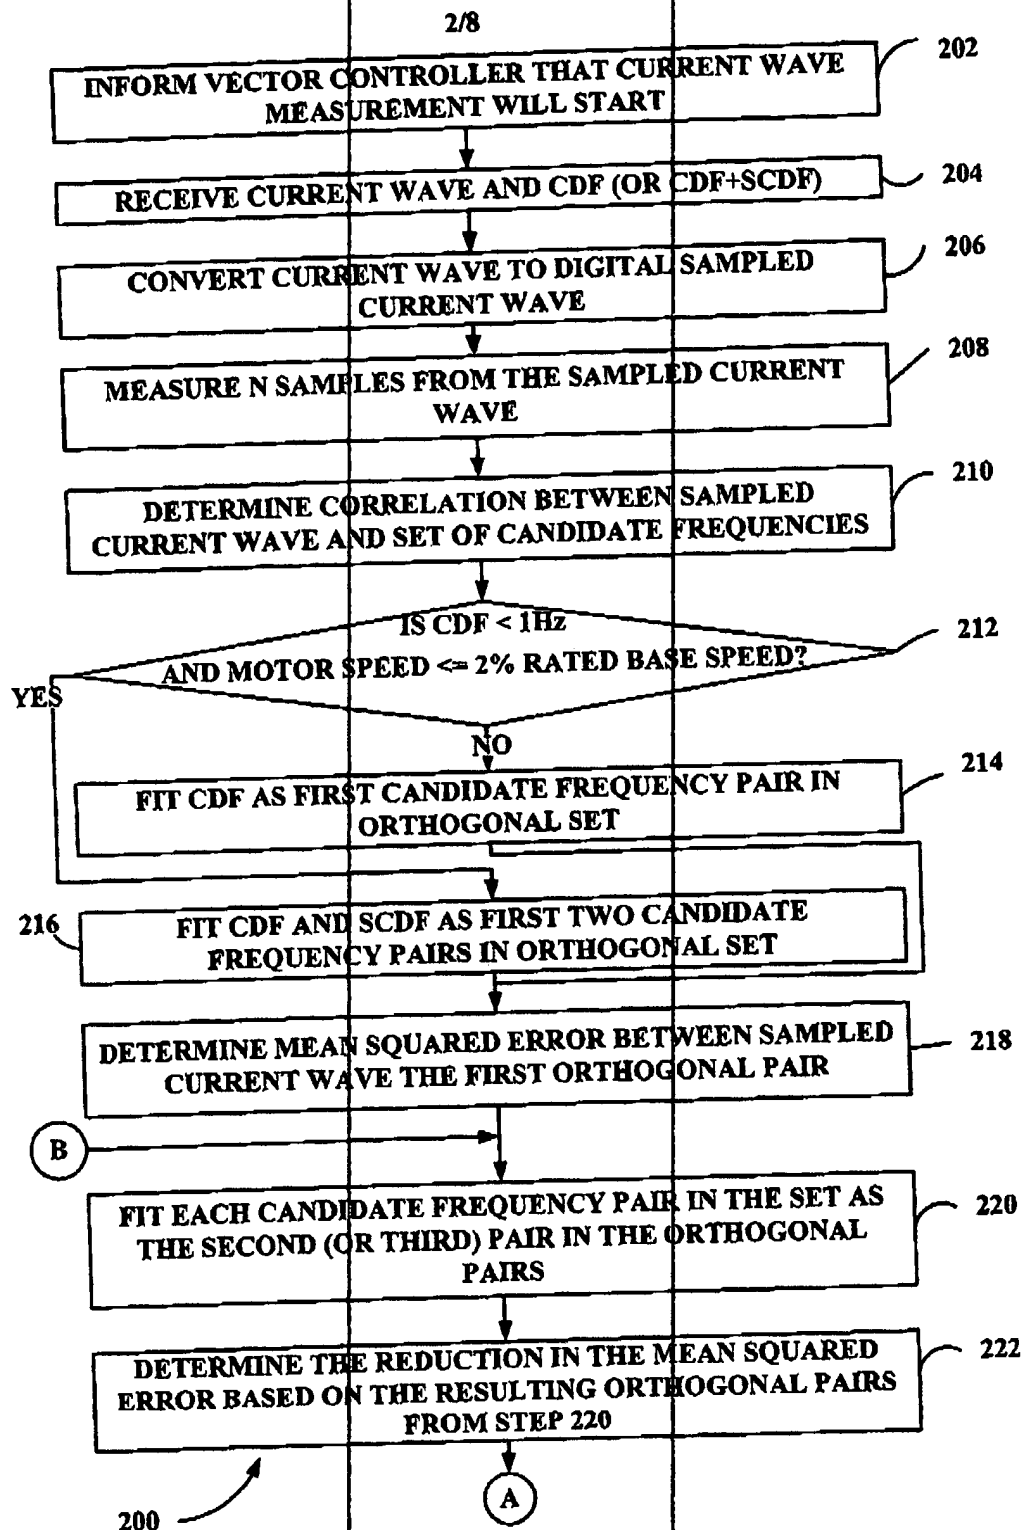 2/8
INFORM VECTOR CONTROLLER THAT CURRENT WAVE
MEASUREMENT WILL START
202
RECEIVE CURRENT WAVE AND CDF (OR CDF+SCDF)
204
CONVERT CURRENT WAVE TO DIGITAL SAMPLED
CURRENT WAVE
206
MEASURE N SAMPLES FROM THE SAMPLED CURRENT
WAVE
208
DETERMINE CORRELATION BETWEEN SAMPLED
CURRENT WAVE AND SET OF CANDIDATE FREQUENCIES
210
IS CDF < 1Hz
AND MOTOR SPEED <= 2% RATED BASE SPEED?
212
YES
NO
FIT CDF AS FIRST CANDIDATE FREQUENCY PAIR IN
ORTHOGONAL SET
214
216
FIT CDF AND SCDF AS FIRST TWO CANDIDATE
FREQUENCY PAIRS IN ORTHOGONAL SET
DETERMINE MEAN SQUARED ERROR BETWEEN SAMPLED
CURRENT WAVE THE FIRST ORTHOGONAL PAIR
218
B
FIT EACH CANDIDATE FREQUENCY PAIR IN THE SET AS
THE SECOND (OR THIRD) PAIR IN THE ORTHOGONAL
PAIRS
220
DETERMINE THE REDUCTION IN THE MEAN SQUARED
ERROR BASED ON THE RESULTING ORTHOGONAL PAIRS
FROM STEP 220
222
A
200